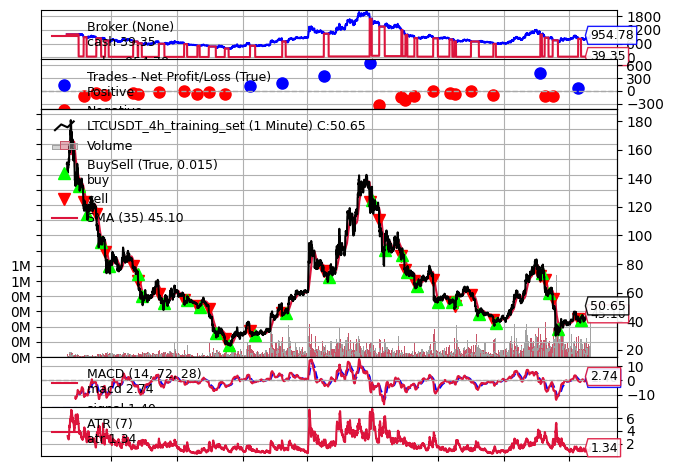 Broker (None)
cash 39.35
1800
1200
600
0
954.78
39.35
Trades - Net Profit/Loss (True)
Positive
600
300
0
−300
LTCUSDT_4h_training_set (1 Minute) C:50.65
Volume
BuySell (True, 0.015)
buy
sell
SMA (35) 45.10
180
160
140
120
100
80
60
40
20
50.65
1M
1M
0M
0M
0M
0M
0M
MACD (14, 72, 28)
macd 2.74
10
0
−10
2.74
ATR (7)
atr 1.34
6
4
2
1.34